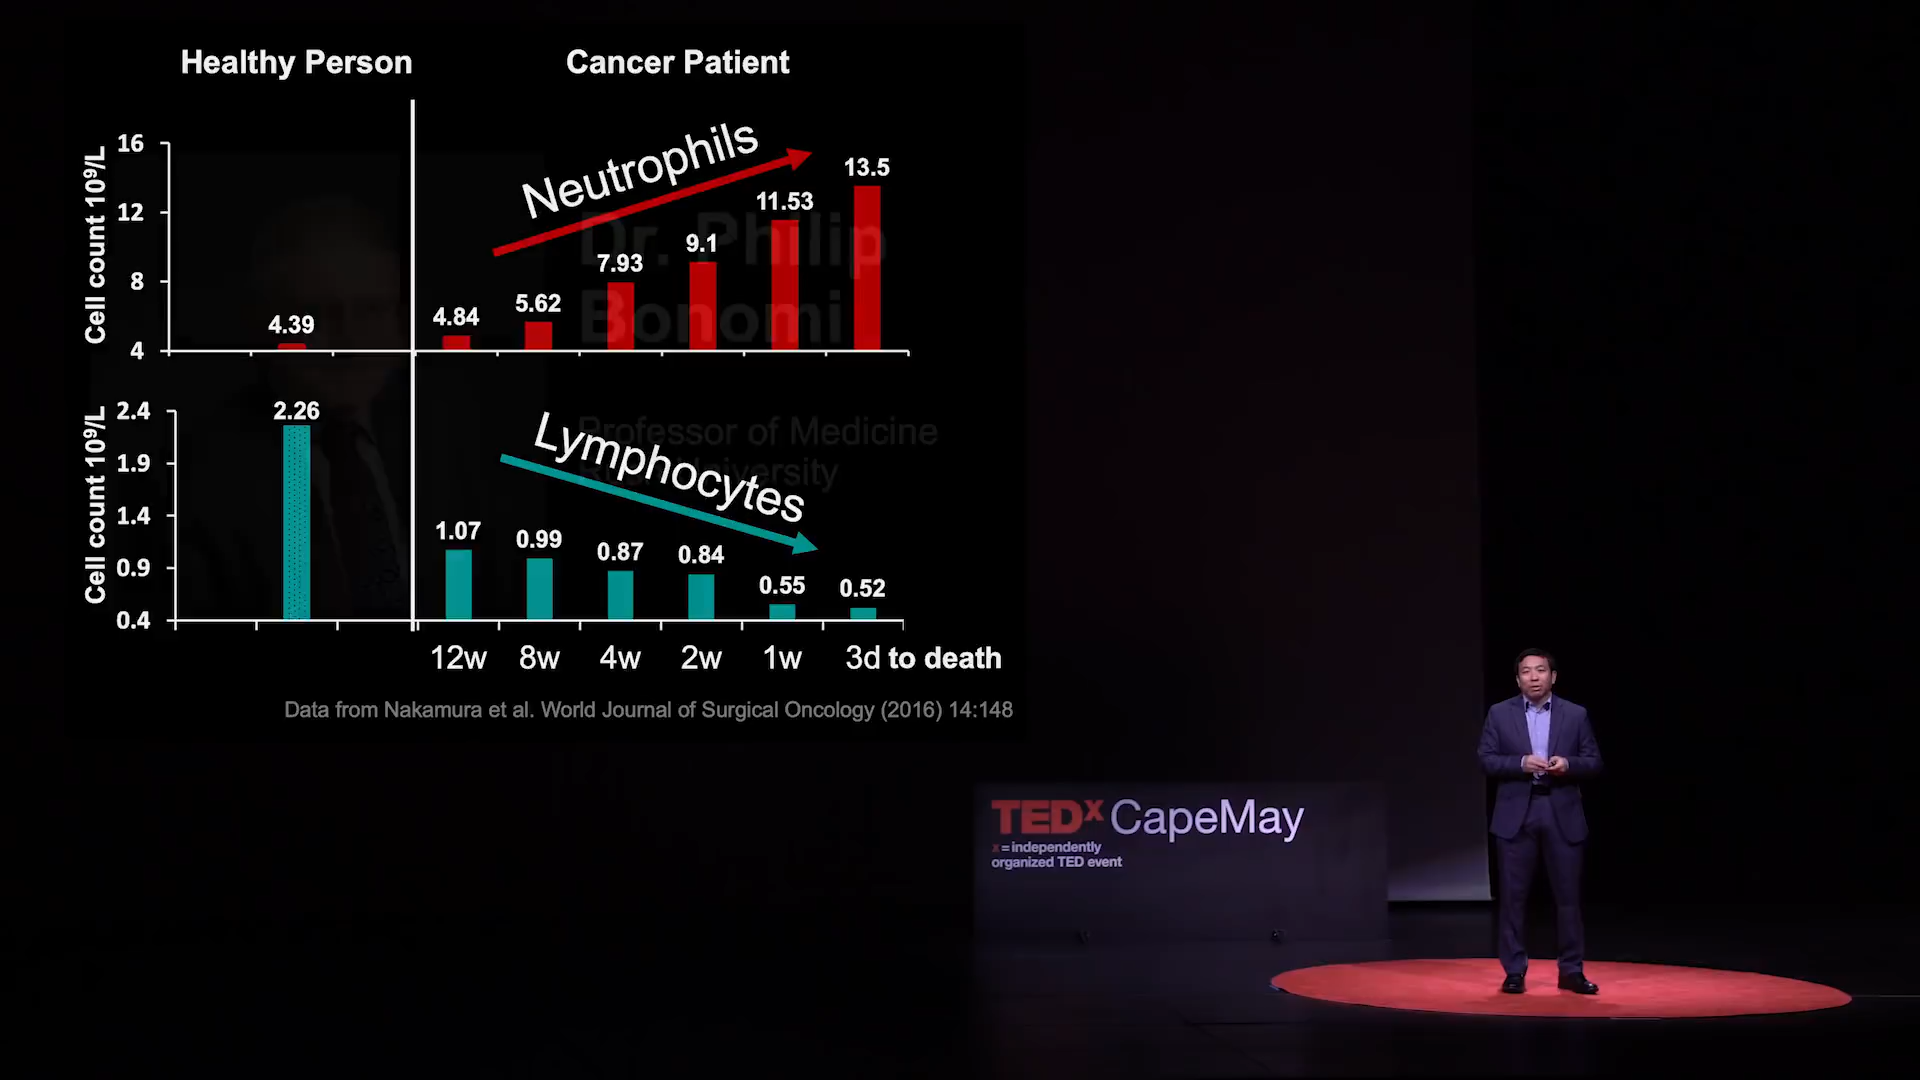 Healthy Person
Cancer Patient
Cell count 10⁹/L
16
12
8
4
Neutrophils
4.39
4.84
5.62
7.93
9.1
11.53
13.5
Dr. Philip
Bonomi
Cell count 10⁹/L
2.4
1.9
1.4
0.9
0.4
Lymphocytes
2.26
1.07
0.99
0.87
0.84
0.55
0.52
Professor of Medicine
University
12w 8w 4w 2w 1w 3d to death
Data from Nakamura et al. World Journal of Surgical Oncology (2016) 14:148
TEDx CapeMay
x = independently
organized TED event